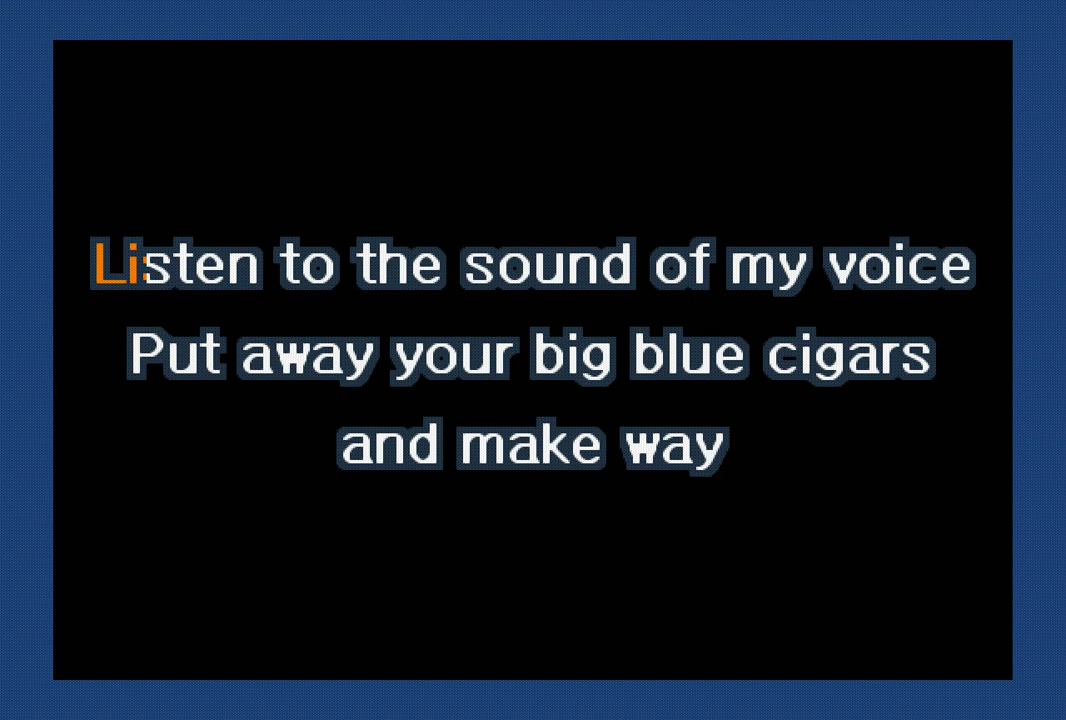 Listen to the sound of my voice
Put away your big blue cigars
and make way